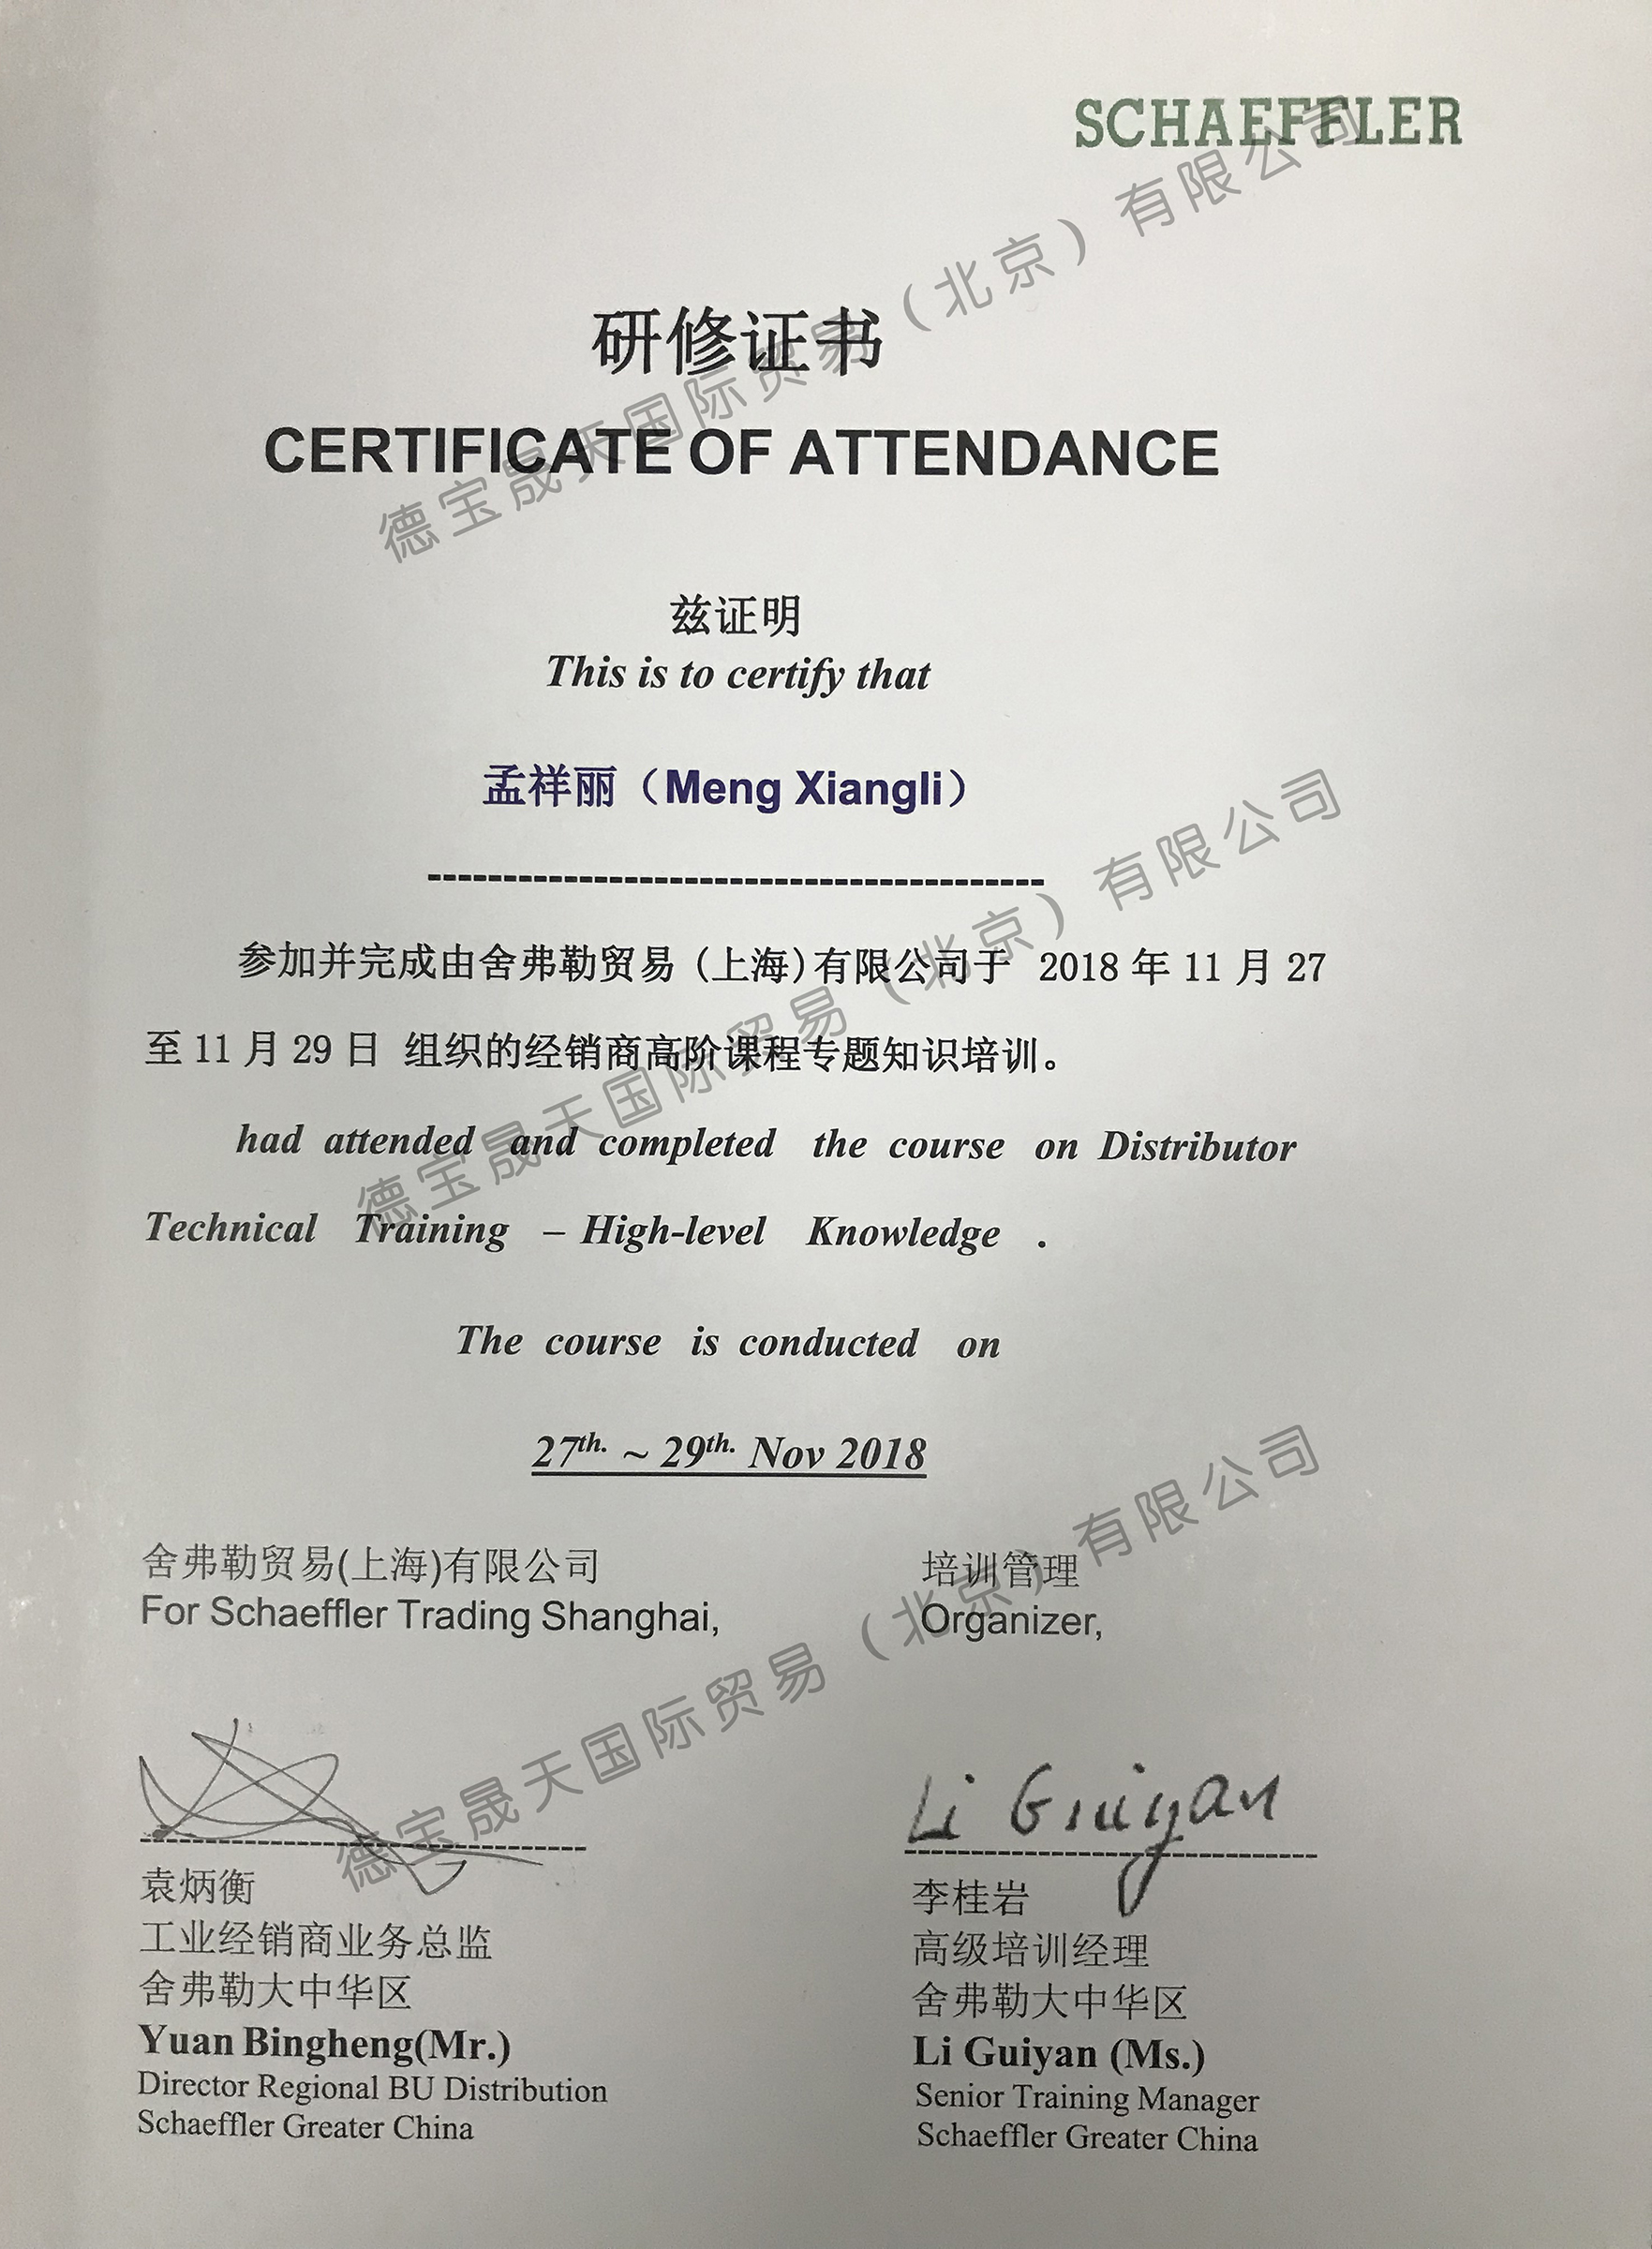 SCHAEFFLER
研修证书
CERTIFICATE OF ATTENDANCE
德宝晟天国际贸易（北京）有限公司
兹证明
This is to certify that
孟祥丽（Meng Xiangli）
参加并完成由舍弗勒贸易 (上海)有限公司于 2018 年 11 月 27
至 11 月 29 日 组织的经销商高阶课程专题知识培训。
德宝晟天国际贸易（北京）有限公司
had attended and completed the course on Distributor
Technical Training – High-level Knowledge .
The course is conducted on
27th. ~ 29th. Nov 2018
舍弗勒贸易(上海)有限公司
For Schaeffler Trading Shanghai,
培训管理
Organizer,
德宝晟天国际贸易（北京）有限公司
袁炳衡
工业经销商业务总监
舍弗勒大中华区
Yuan Bingheng(Mr.)
Director Regional BU Distribution
Schaeffler Greater China
Li Guiyan
李桂岩
高级培训经理
舍弗勒大中华区
Li Guiyan (Ms.)
Senior Training Manager
Schaeffler Greater China